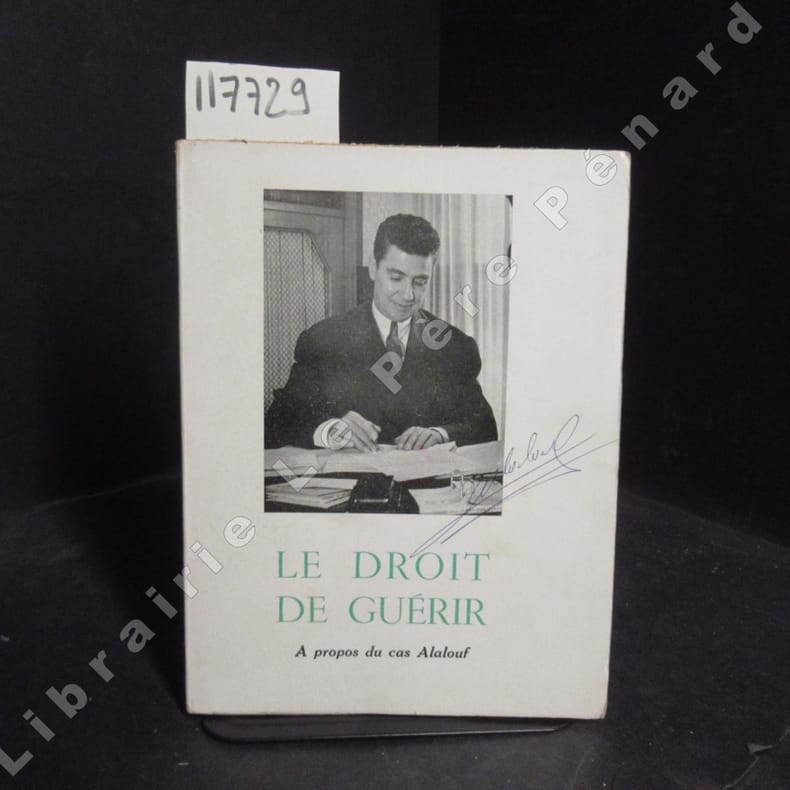 117729
LE DROIT
DE GUÉRIR
A propos du cas Alalouf
Librairie Le Père Pénard